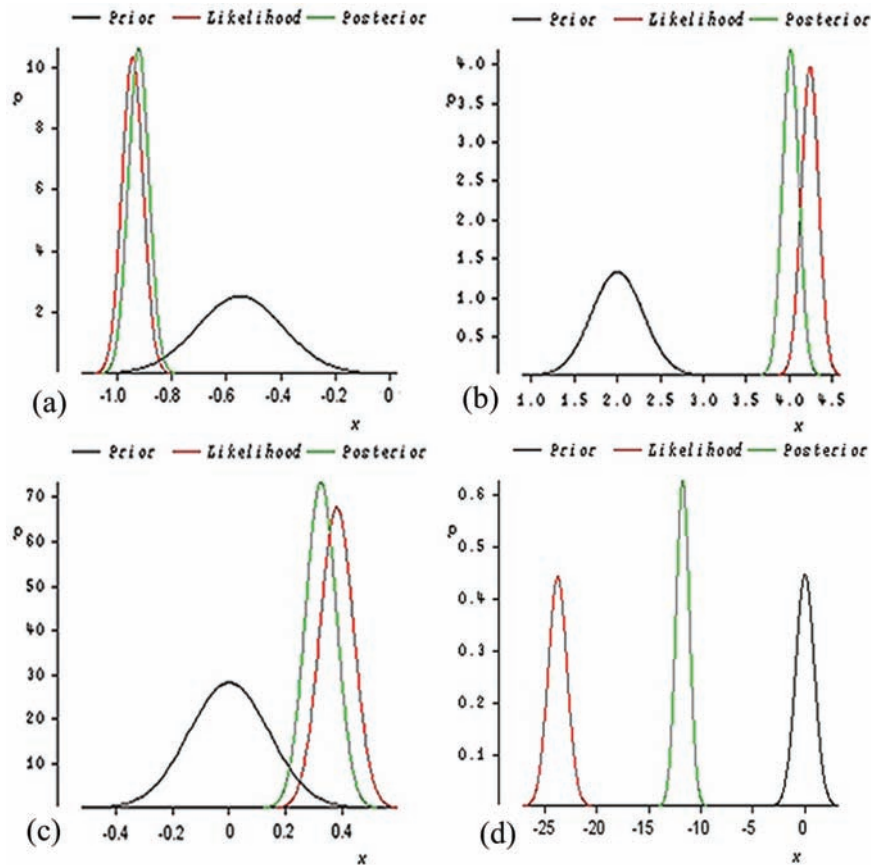 Prior Likelihood Posterior
10
p
8
6
4
2
-1.0 -0.8 -0.6 -0.4 -0.2 0
(a)
x
Prior Likelihood Posterior
4.0
p
3.5
3.0
2.5
2.0
1.5
1.0
0.5
1.0 1.5 2.0 2.5 3.0 3.5 4.0 4.5
(b)
x
Prior Likelihood Posterior
70
p
60
50
40
30
20
10
-0.4 -0.2 0 0.2 0.4
(c)
x
Prior Likelihood Posterior
0.6
p
0.5
0.4
0.3
0.2
0.1
-25 -20 -15 -10 -5 0
(d)
x